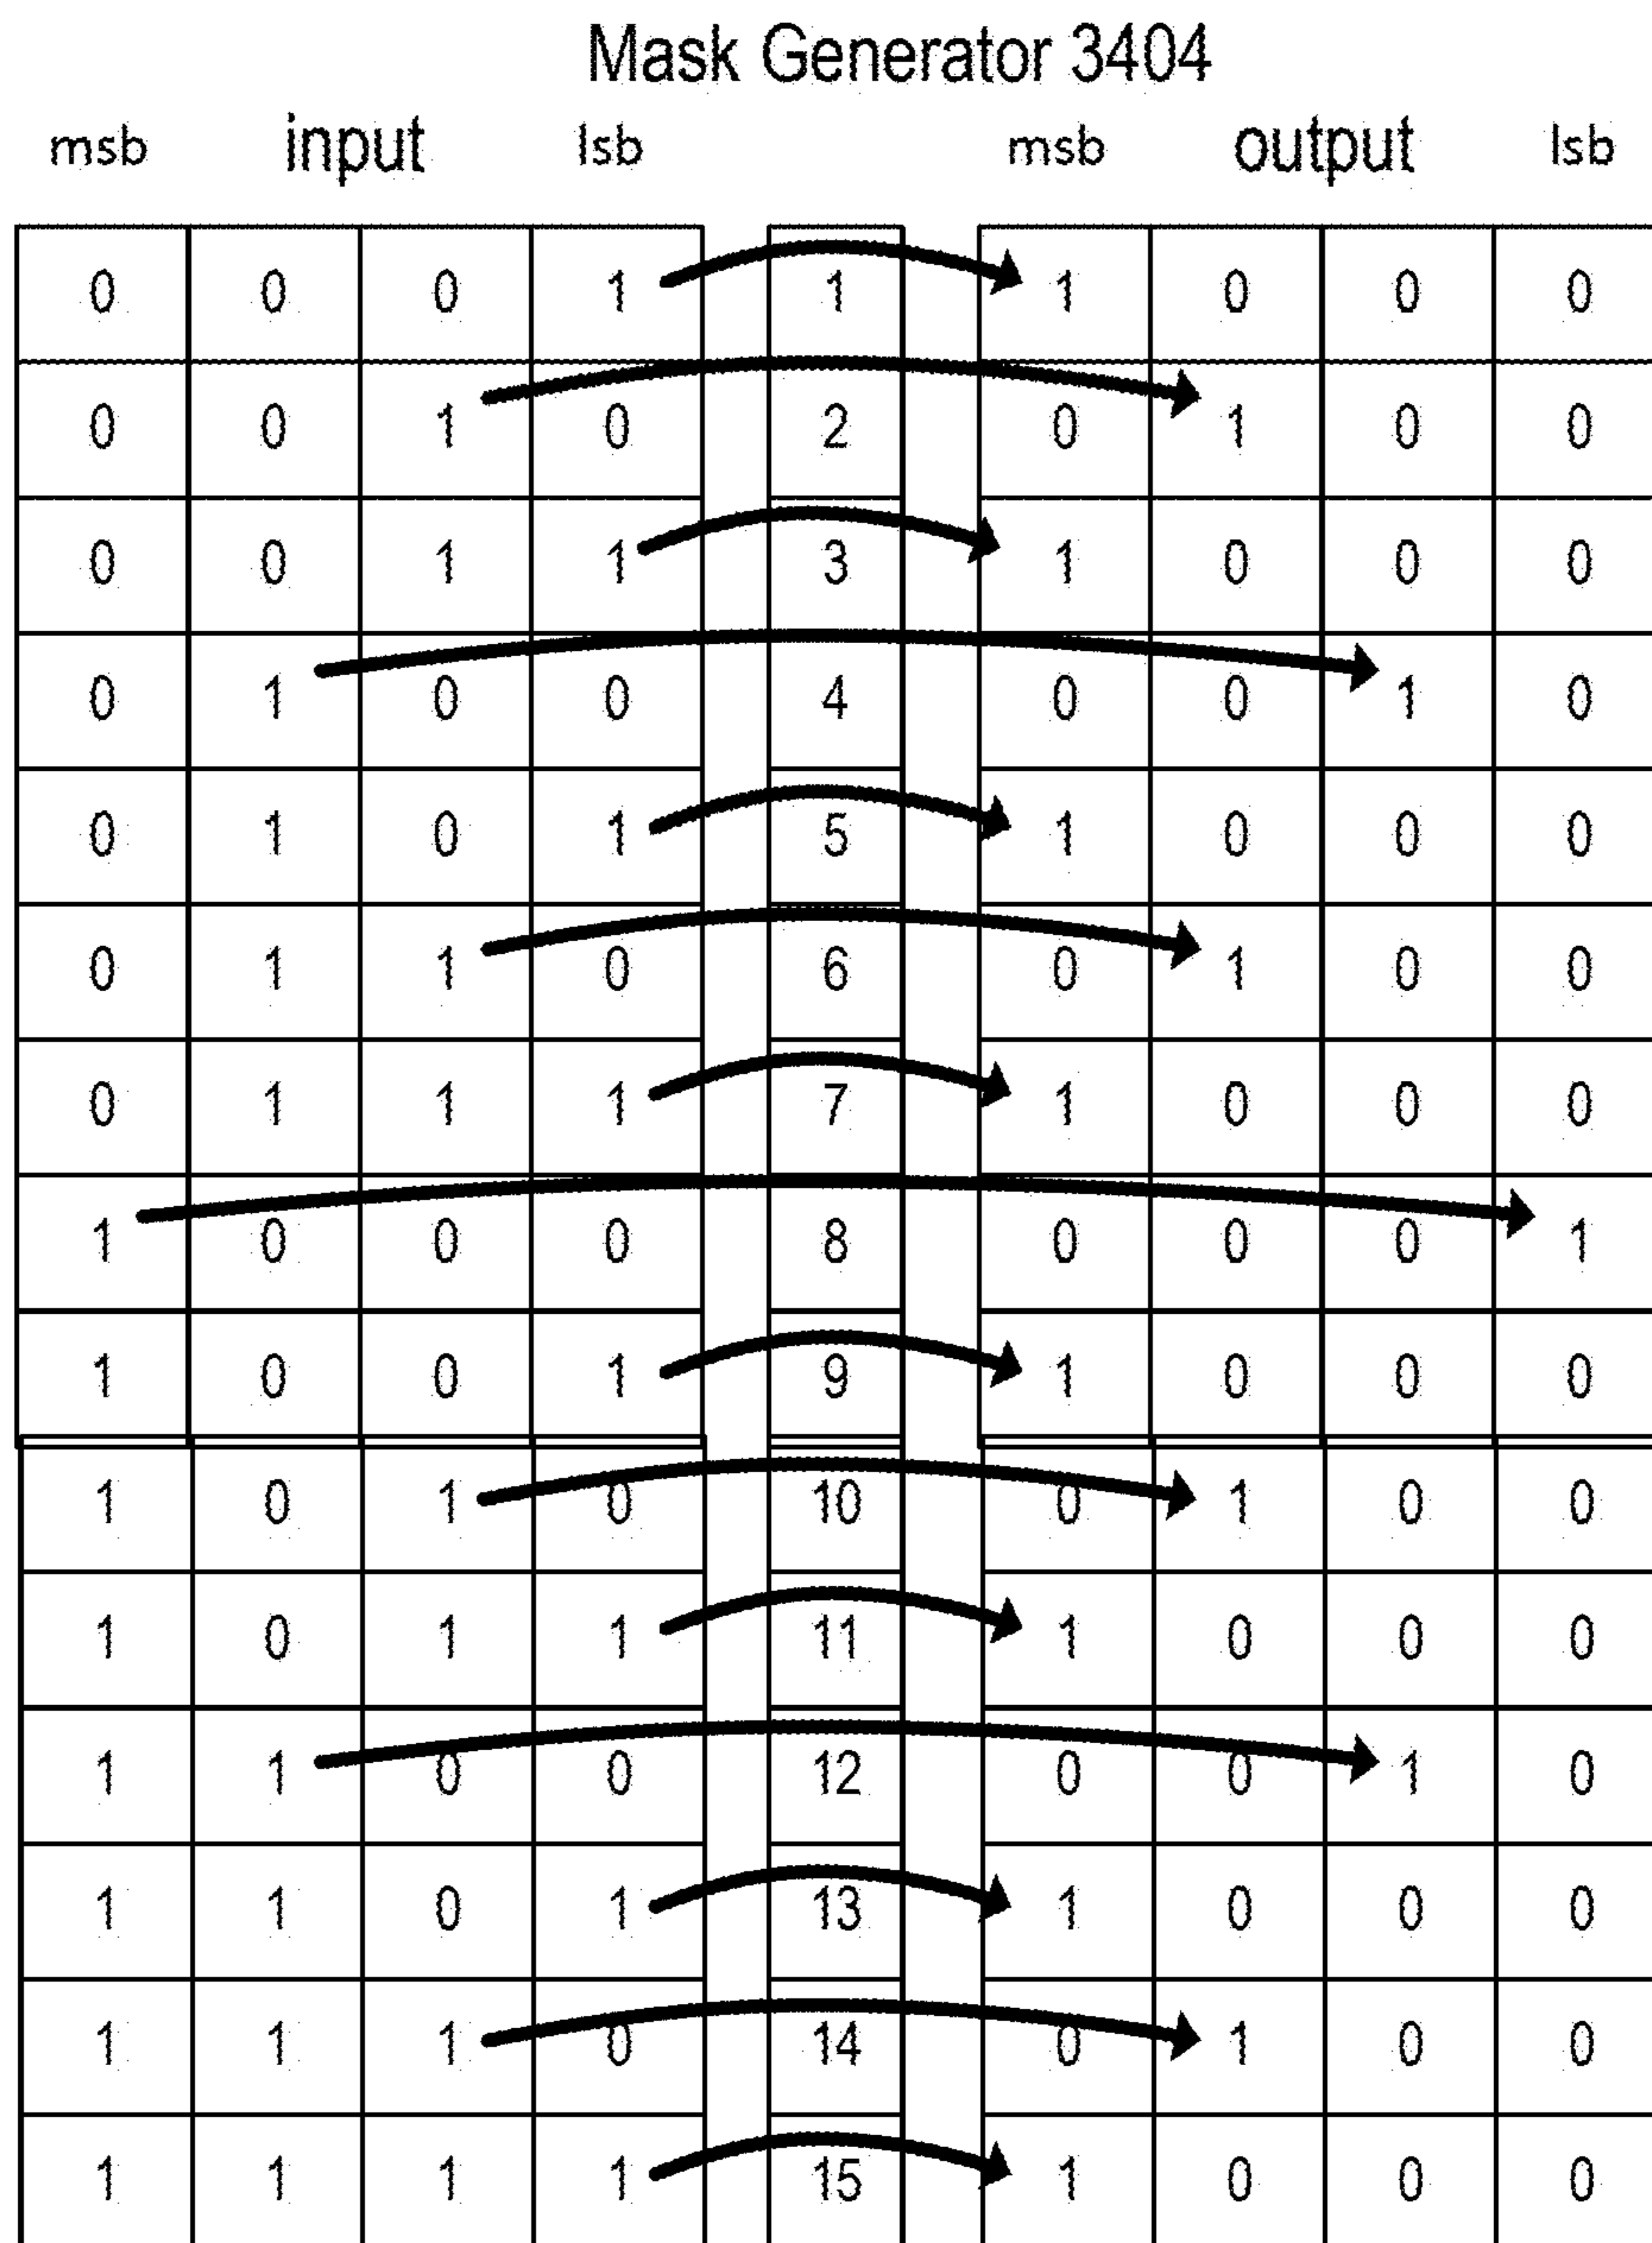 Mask Generator 3404
msb input lsb msb output lsb
0 0 0 1 1 1 0 0 0
0 0 1 0 2 0 1 0 0
0 0 1 1 3 1 0 0 0
0 1 0 0 4 0 0 1 0
0 1 0 1 5 1 0 0 0
0 1 1 0 6 0 1 0 0
0 1 1 1 7 1 0 0 0
1 0 0 0 8 0 0 0 1
1 0 0 1 9 1 0 0 0
1 0 1 0 10 0 1 0 0
1 0 1 1 11 1 0 0 0
1 1 0 0 12 0 0 1 0
1 1 0 1 13 1 0 0 0
1 1 1 0 14 0 1 0 0
1 1 1 1 15 1 0 0 0